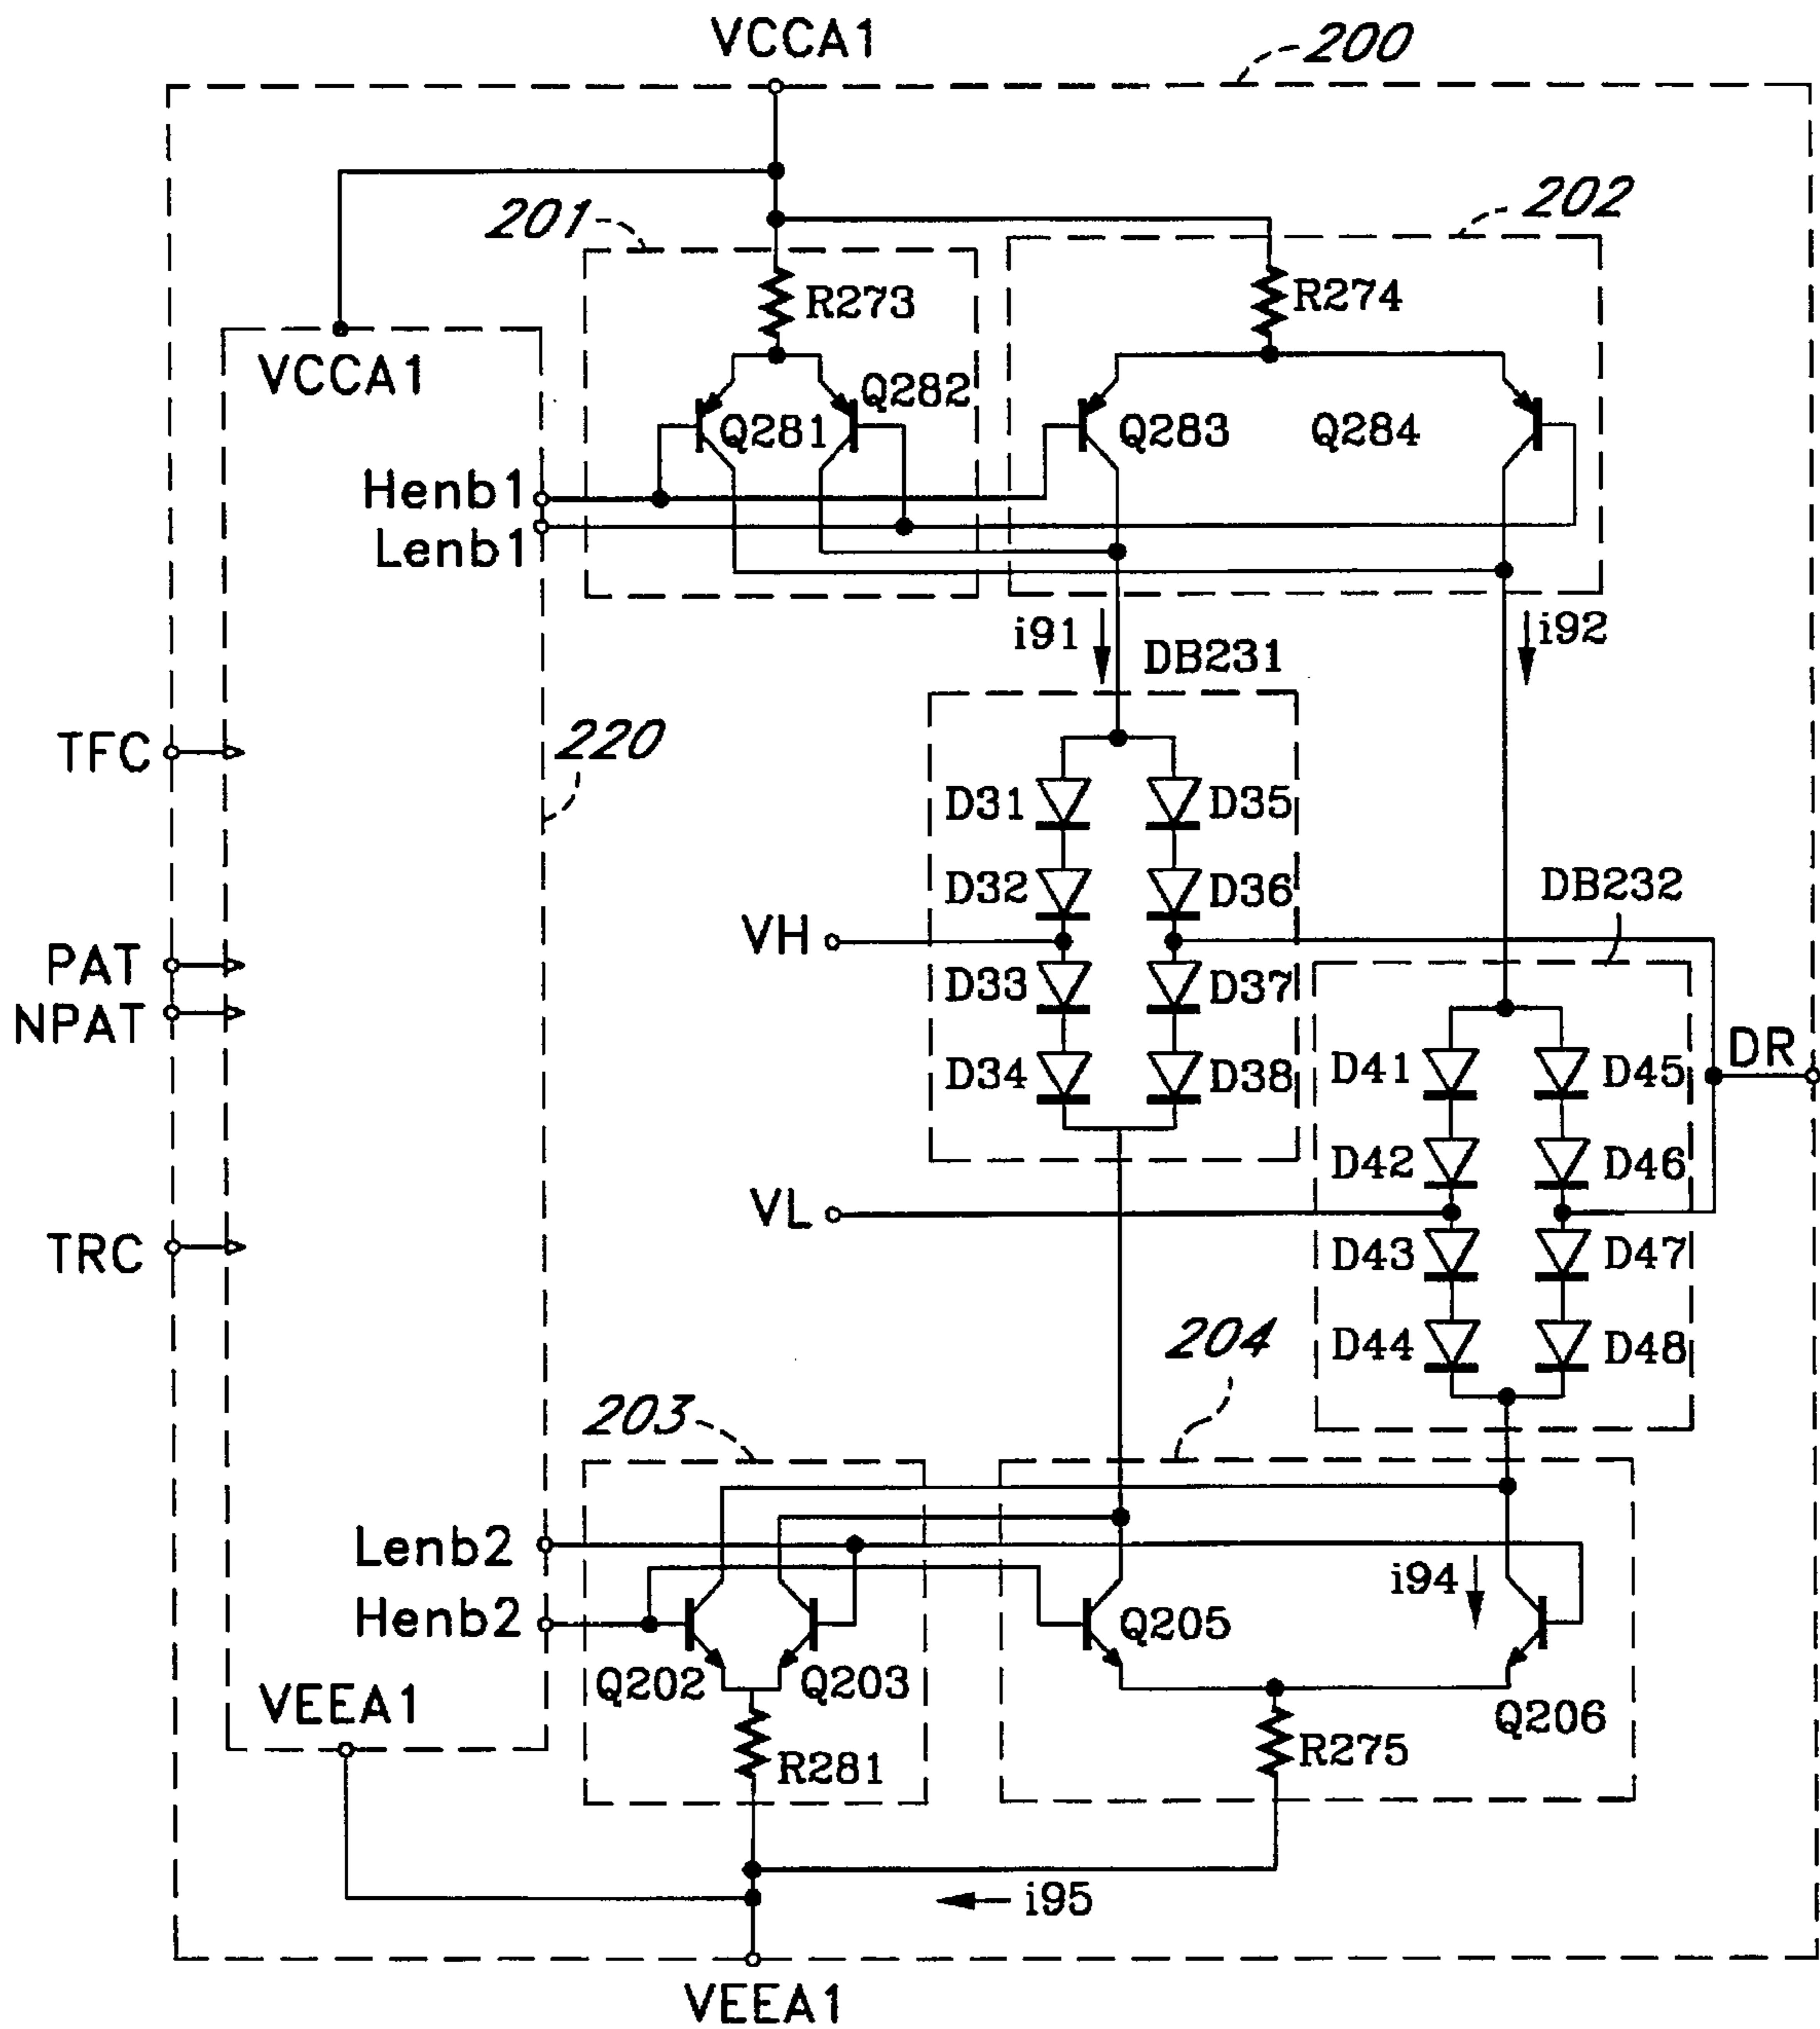 VCCA1
200
201
202
R273
R274
VCCA1
Q282
Q281
Q283
Q284
Henb1
Lenb1
i91
i92
DB231
TFC
220
D31
D35
D32
D36
DB232
VH
PAT
D33
D37
NPAT
D34
D38
D41
D45
DR
D42
D46
VL
TRC
D43
D47
204
D44
D48
203
Lenb2
i94
Henb2
Q205
Q202
Q203
VEEA1
Q206
R281
R275
i95
VEEA1